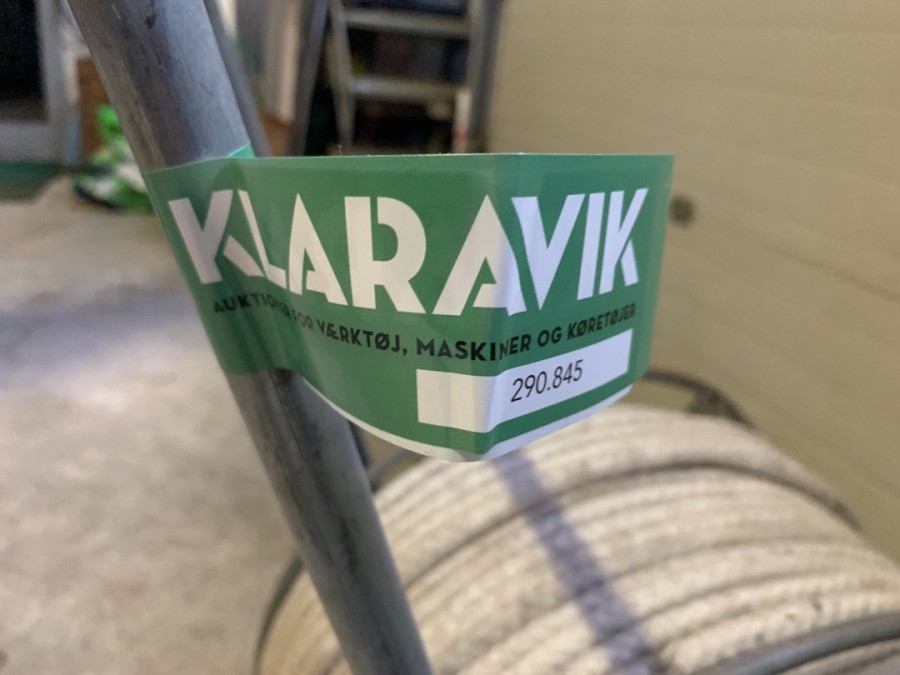 KLARAVIK
AUKTIONER FOR VÆRKTØJ, MASKINER OG KØRETØJER
290.845